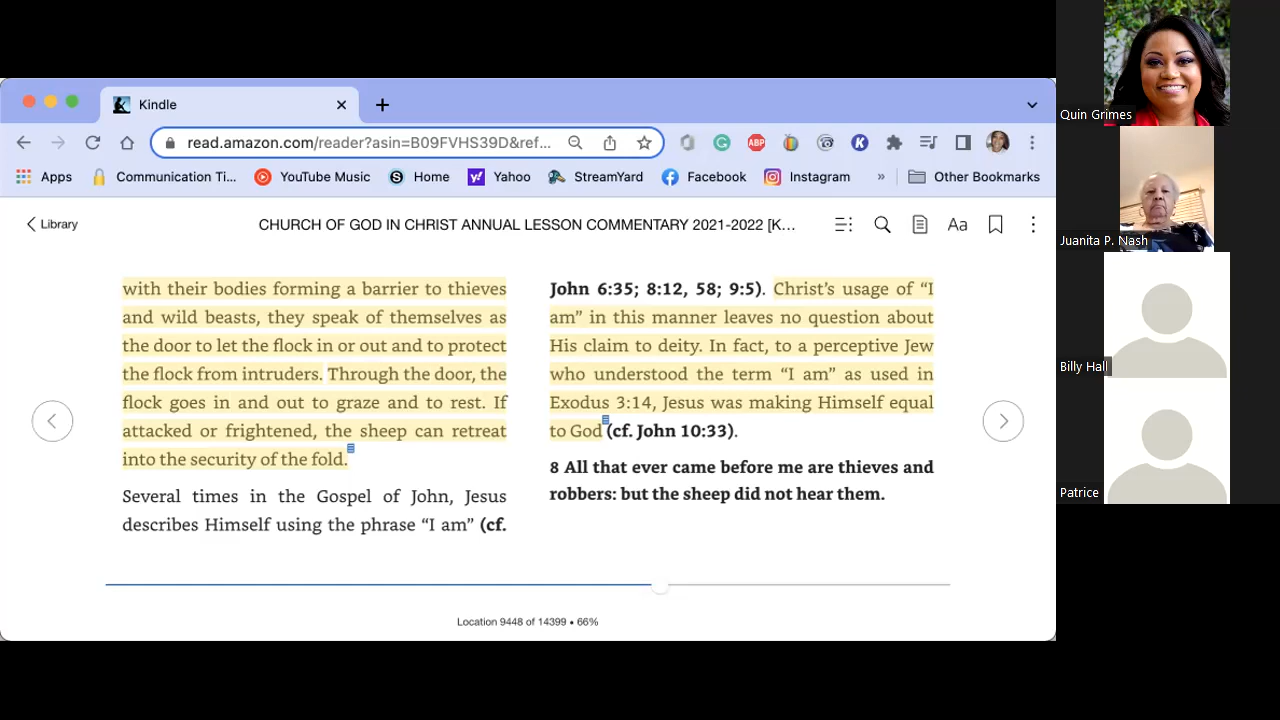 Kindle
read.amazon.com/reader?asin=B09FVHS39D&ref...
ABP
K
Apps
Communication Ti...
YouTube Music
Home
Yahoo
StreamYard
Facebook
Instagram
»
Other Bookmarks
Library
CHURCH OF GOD IN CHRIST ANNUAL LESSON COMMENTARY 2021-2022 [K...
Aa
with their bodies forming a barrier to thieves
and wild beasts, they speak of themselves as
the door to let the flock in or out and to protect
the flock from intruders. Through the door, the
flock goes in and out to graze and to rest. If
attacked or frightened, the sheep can retreat
into the security of the fold.
Several times in the Gospel of John, Jesus
describes Himself using the phrase “I am” (cf.
John 6:35; 8:12, 58; 9:5). Christ’s usage of “I
am” in this manner leaves no question about
His claim to deity. In fact, to a perceptive Jew
who understood the term “I am” as used in
Exodus 3:14, Jesus was making Himself equal
to God (cf. John 10:33).
8 All that ever came before me are thieves and
robbers: but the sheep did not hear them.
Location 9448 of 14399 • 66%
Quin Grimes
Juanita P. Nash
Billy Hall
Patrice